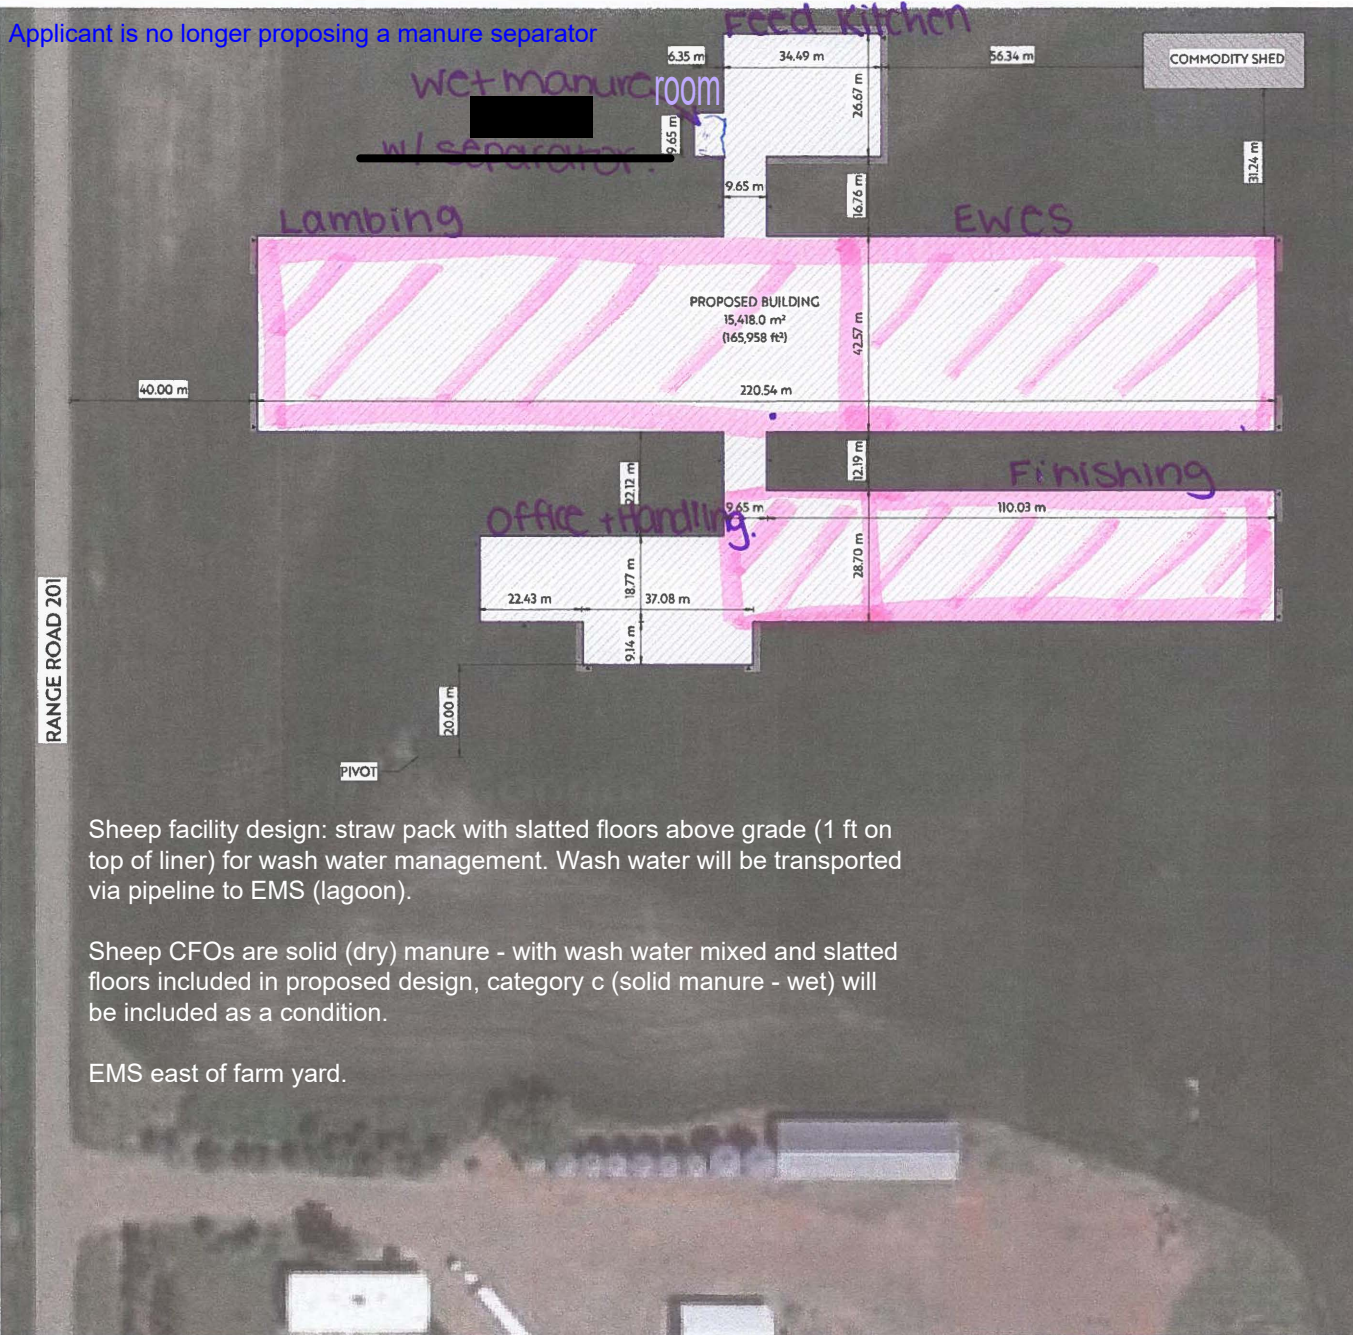 Applicant is no longer proposing a manure separator
Feed Kitchen
6.35 m
34.49 m
56.34 m
COMMODITY SHED
wet manure
room
26.67 m
9.65 m
w/ separator.
31.24 m
9.65 m
16.76 m
Lambing
Ewes
PROPOSED BUILDING
15,418.0 m²
(165,958 ft²)
42.57 m
40.00 m
220.54 m
12.19 m
22.12 m
Finishing
Office + Handling.
9.65 m
110.03 m
18.77 m
28.70 m
22.43 m
37.08 m
9.14 m
RANGE ROAD 201
20.00 m
PIVOT
Sheep facility design: straw pack with slatted floors above grade (1 ft on
top of liner) for wash water management. Wash water will be transported
via pipeline to EMS (lagoon).
Sheep CFOs are solid (dry) manure - with wash water mixed and slatted
floors included in proposed design, category c (solid manure - wet) will
be included as a condition.
EMS east of farm yard.